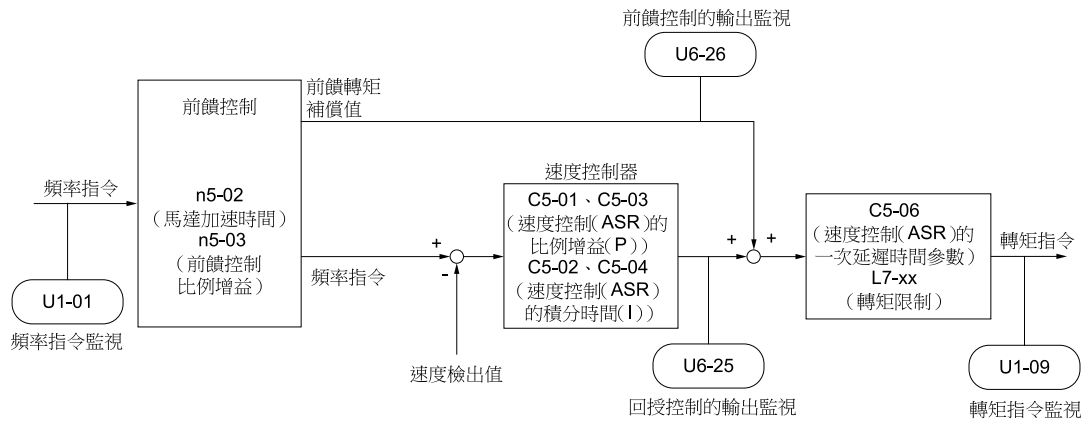 前饋控制的輸出監視
U6-26
前饋控制
前饋轉矩
補償值
頻率指令
n5-02
（馬達加速時間）
n5-03
（前饋控制
比例增益）
U1-01
頻率指令監視
頻率指令
+
-
速度檢出值
速度控制器
C5-01、C5-03
（速度控制(ASR)的
比例增益(P)）
C5-02、C5-04
（速度控制(ASR)
的積分時間(I)）
+
+
U6-25
回授控制的輸出監視
C5-06
（速度控制(ASR)的
一次延遲時間參數）
L7-xx
（轉矩限制）
轉矩指令
U1-09
轉矩指令監視